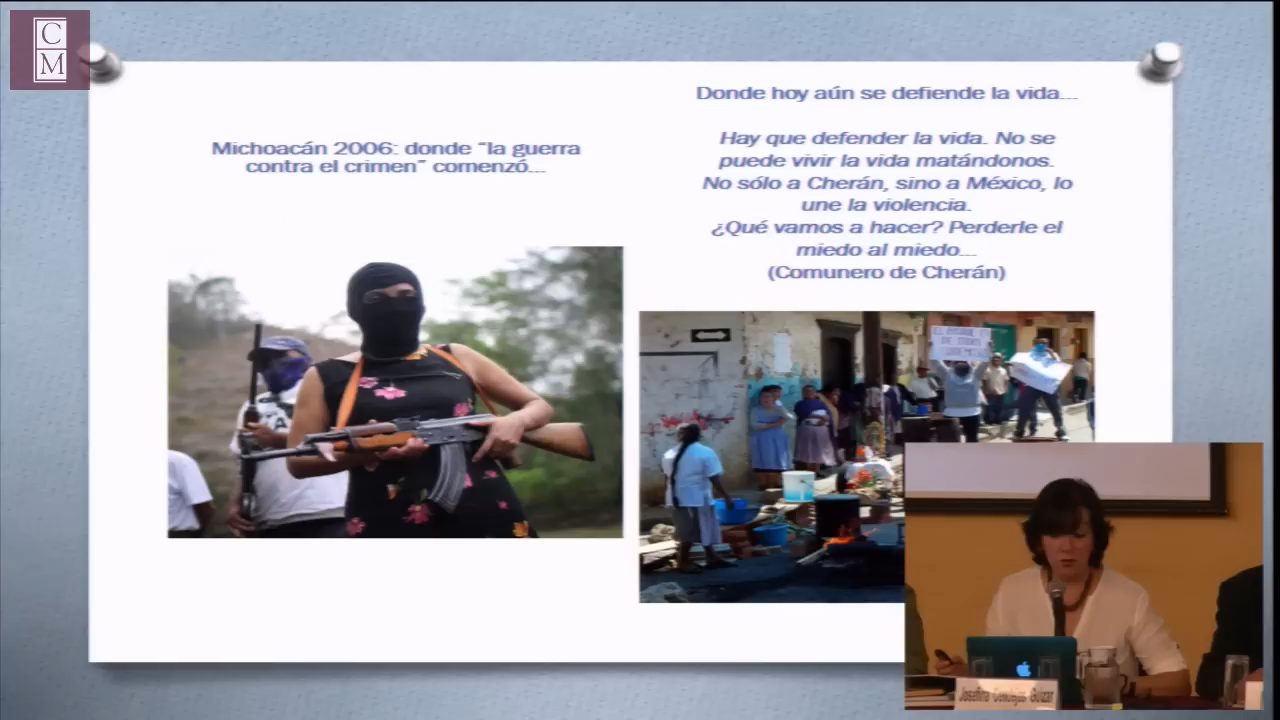 C
M
Michoacán 2006: donde “la guerra
contra el crimen” comenzó...
Donde hoy aún se defiende la vida...
Hay que defender la vida. No se
puede vivir la vida matándonos.
No sólo a Cherán, sino a México, lo
une la violencia.
¿Qué vamos a hacer? Perderle el
miedo al miedo...
(Comunero de Cherán)
Josefina Guízar